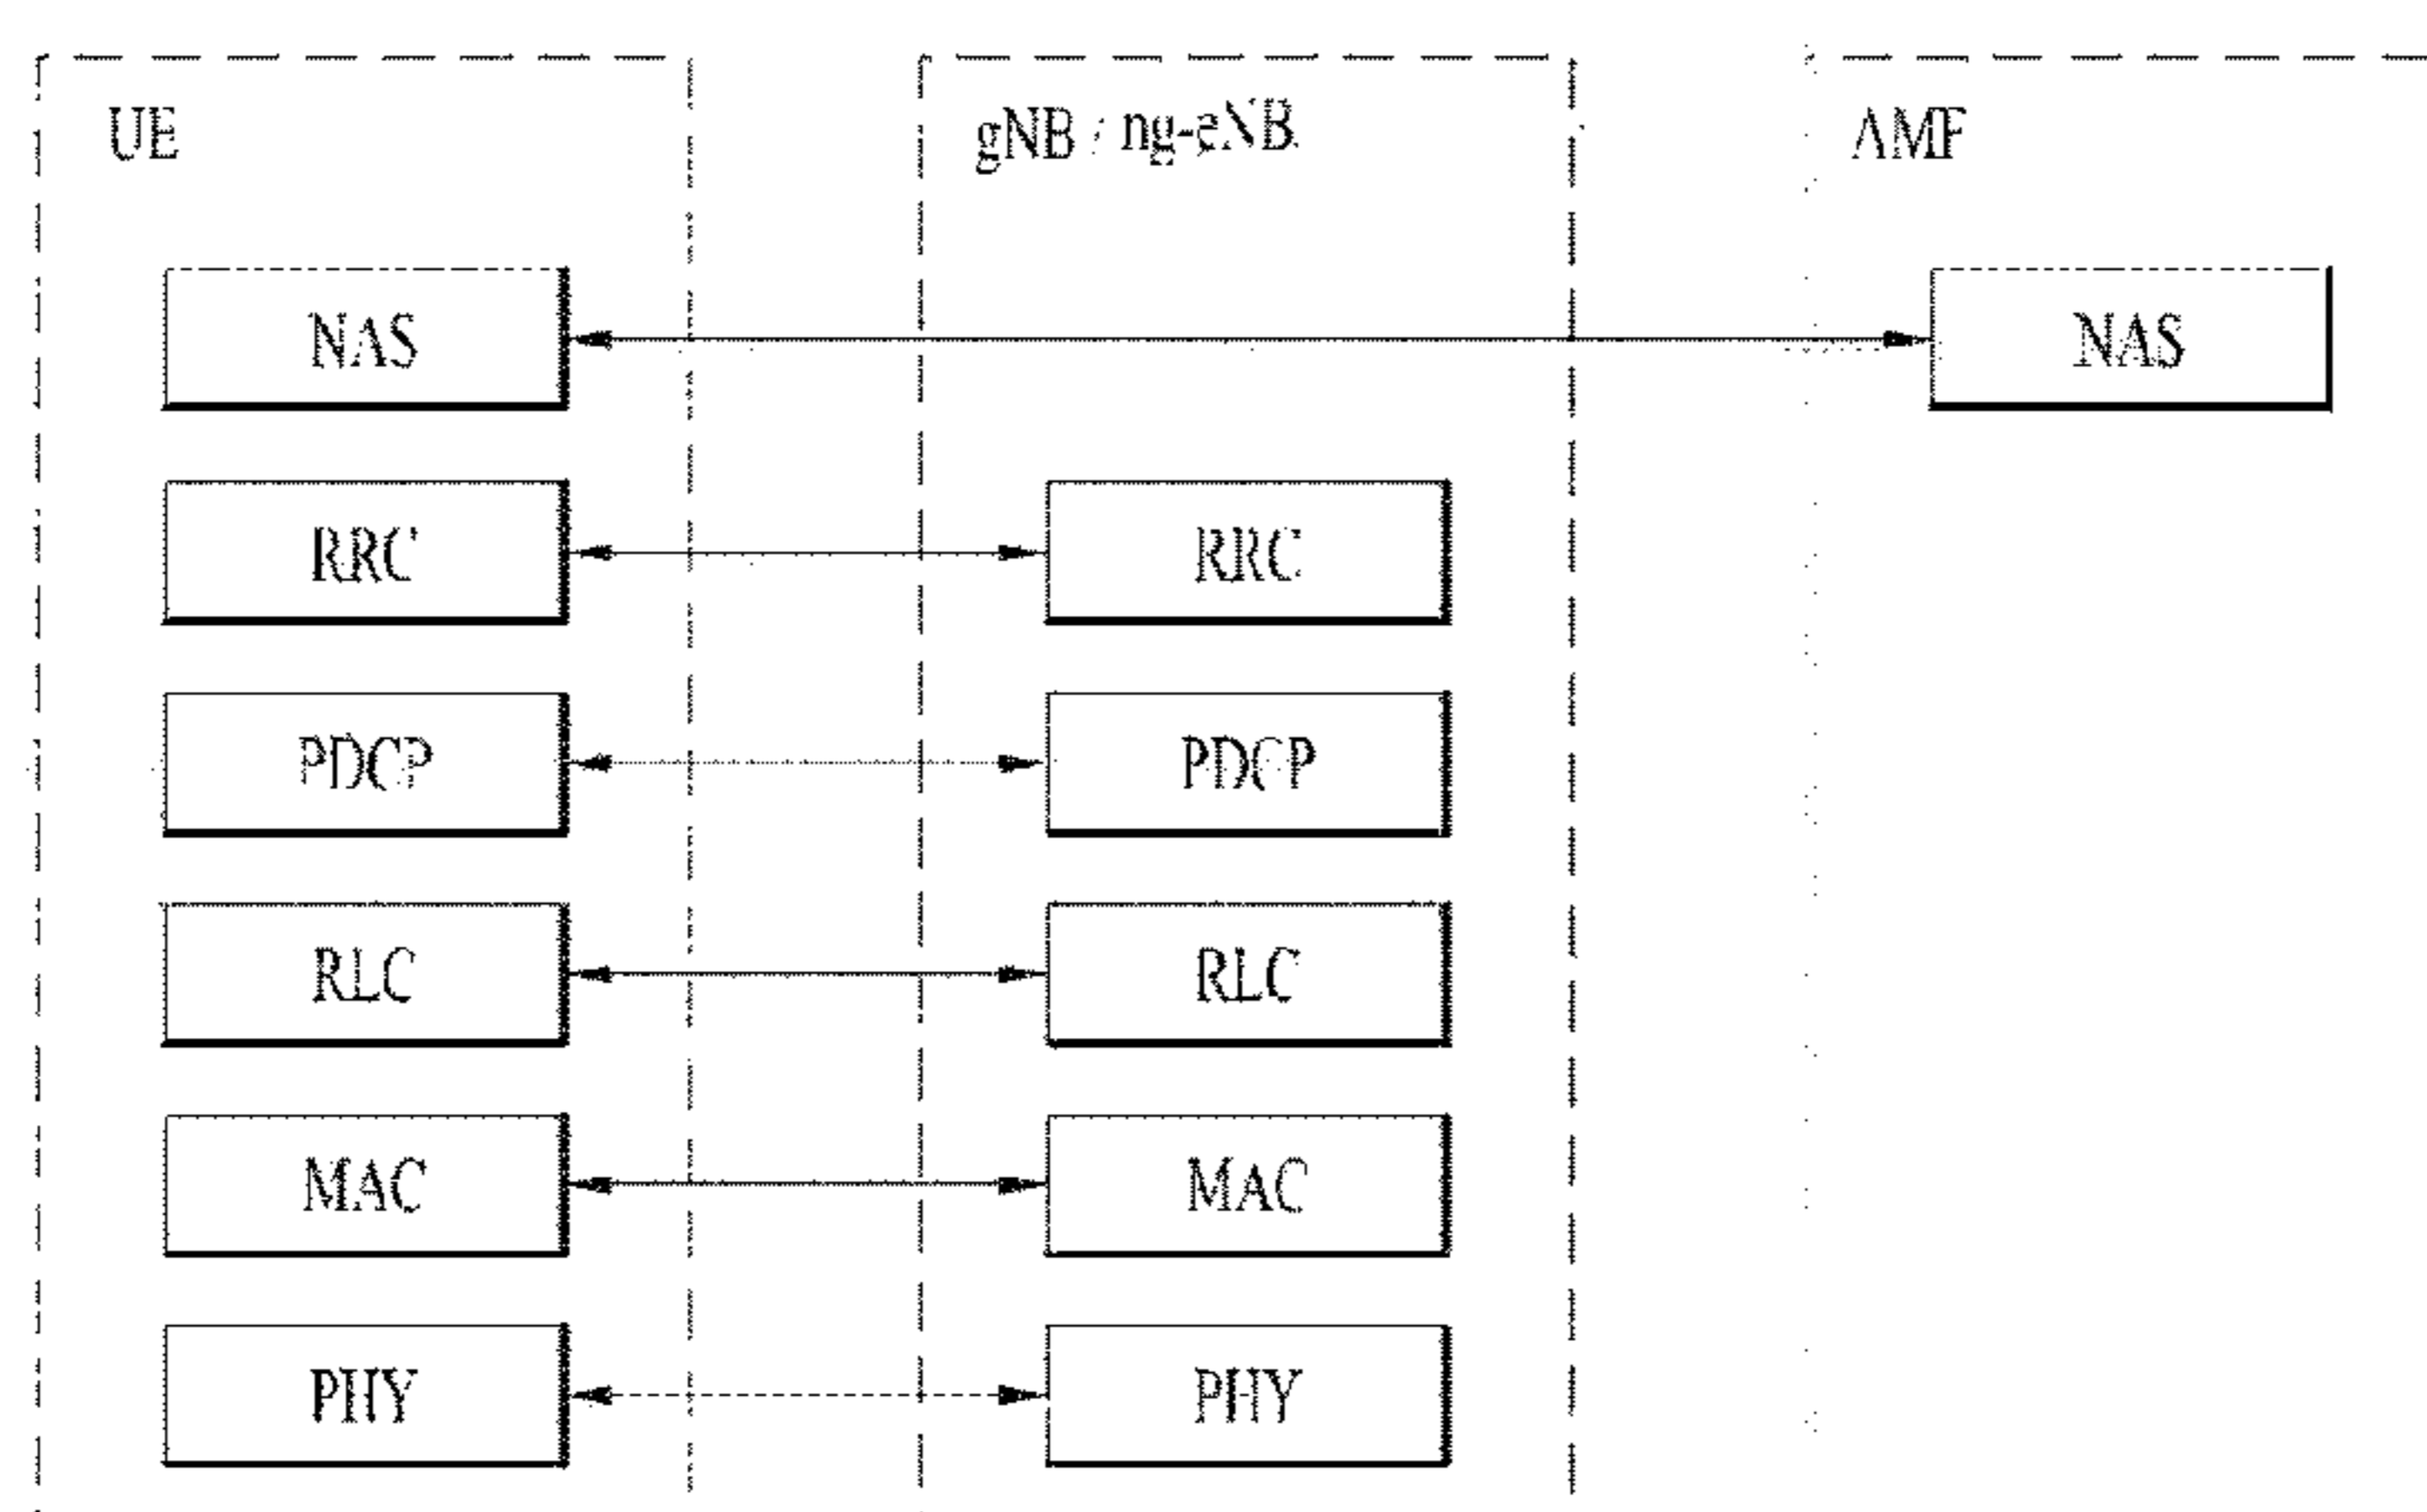 UE
gNB / ng-eNB
AMF
NAS
NAS
RRC
RRC
PDCP
PDCP
RLC
RLC
MAC
MAC
PHY
PHY